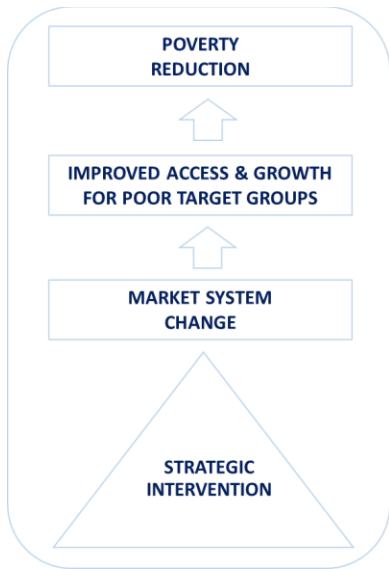 POVERTY
REDUCTION
IMPROVED ACCESS & GROWTH
FOR POOR TARGET GROUPS
MARKET SYSTEM
CHANGE
STRATEGIC
INTERVENTION